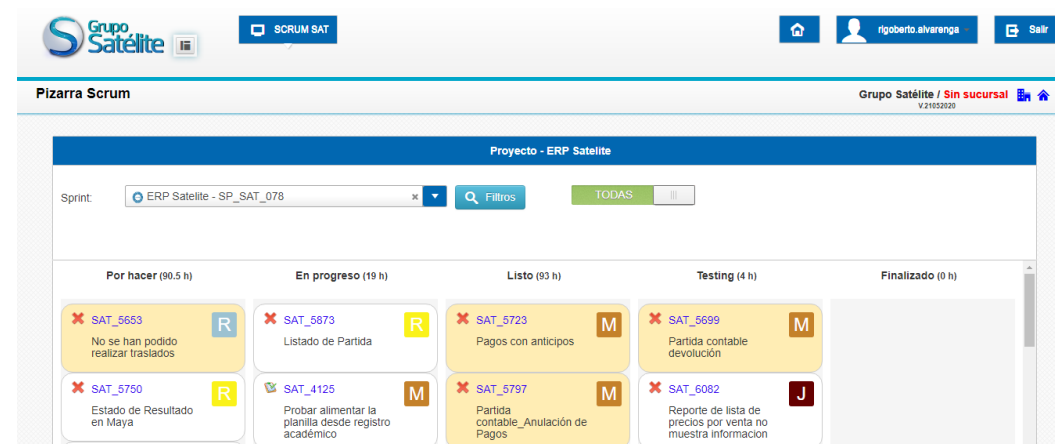 Grupo
Satélite
SCRUM SAT
rigoberto.alvarenga
Salir
Pizarra Scrum
Grupo Satélite / Sin sucursal
V.21052020
Proyecto - ERP Satelite
Sprint:
ERP Satelite - SP_SAT_078
Filtros
TODAS
Por hacer (90.5 h)
En progreso (19 h)
Listo (93 h)
Testing (4 h)
Finalizado (0 h)
SAT_5653
R
No se han podido
realizar traslados
SAT_5873
R
Listado de Partida
SAT_5723
M
Pagos con anticipos
SAT_5699
M
Partida contable
devolución
SAT_5750
R
Estado de Resultado
en Maya
SAT_4125
M
Probar alimentar la
planilla desde registro
académico
SAT_5797
M
Partida
contable_Anulación de
Pagos
SAT_6082
J
Reporte de lista de
precios por venta no
muestra informacion